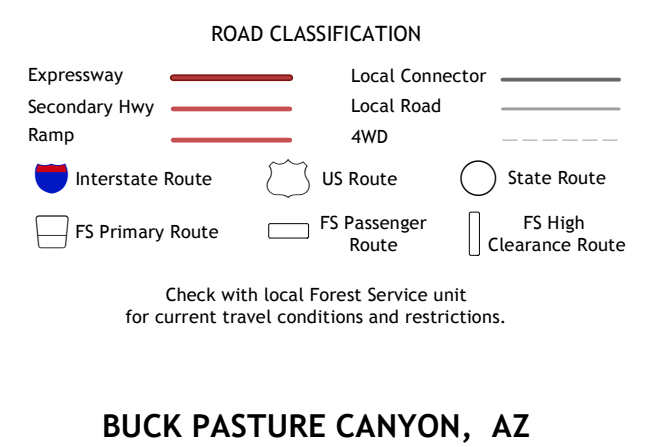 ROAD CLASSIFICATION
Expressway
Local Connector
Secondary Hwy
Local Road
Ramp
4WD
Interstate Route
US Route
State Route
FS Primary Route
FS Passenger
Route
FS High
Clearance Route
Check with local Forest Service unit
for current travel conditions and restrictions.
BUCK PASTURE CANYON, AZ